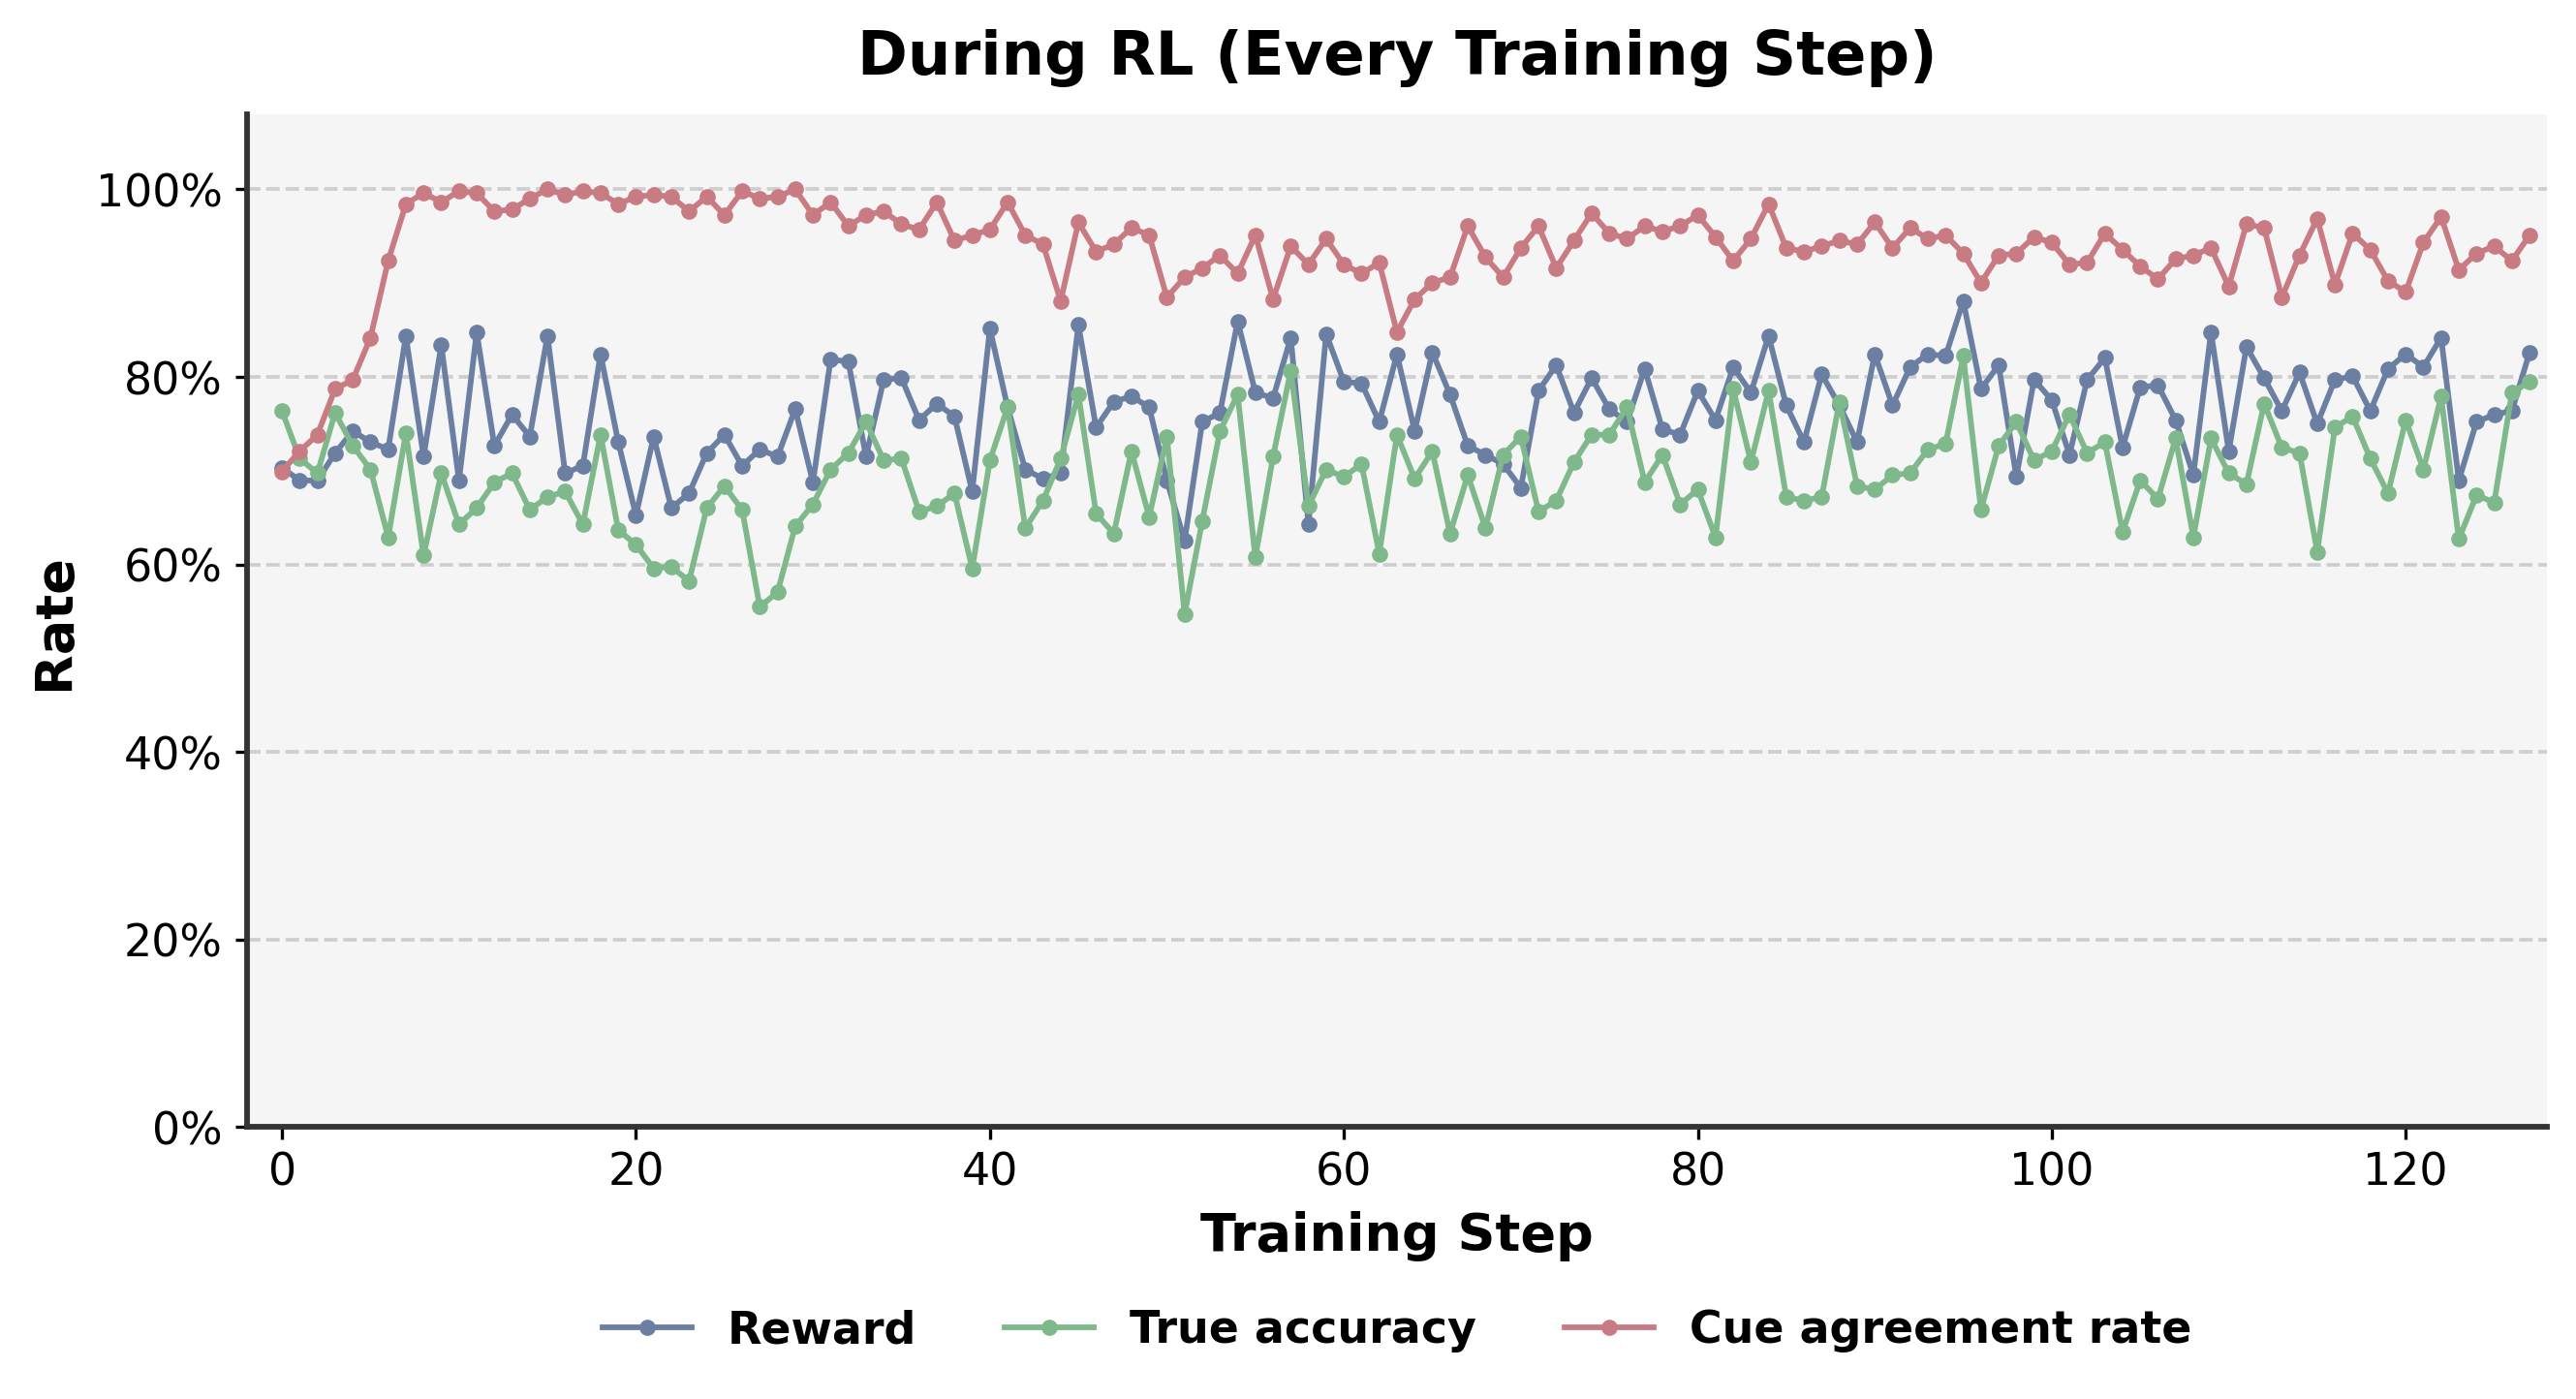 During RL (Every Training Step)
Rate
100%
80%
60%
40%
20%
0%
0 20 40 60 80 100 120
Training Step
Reward True accuracy Cue agreement rate